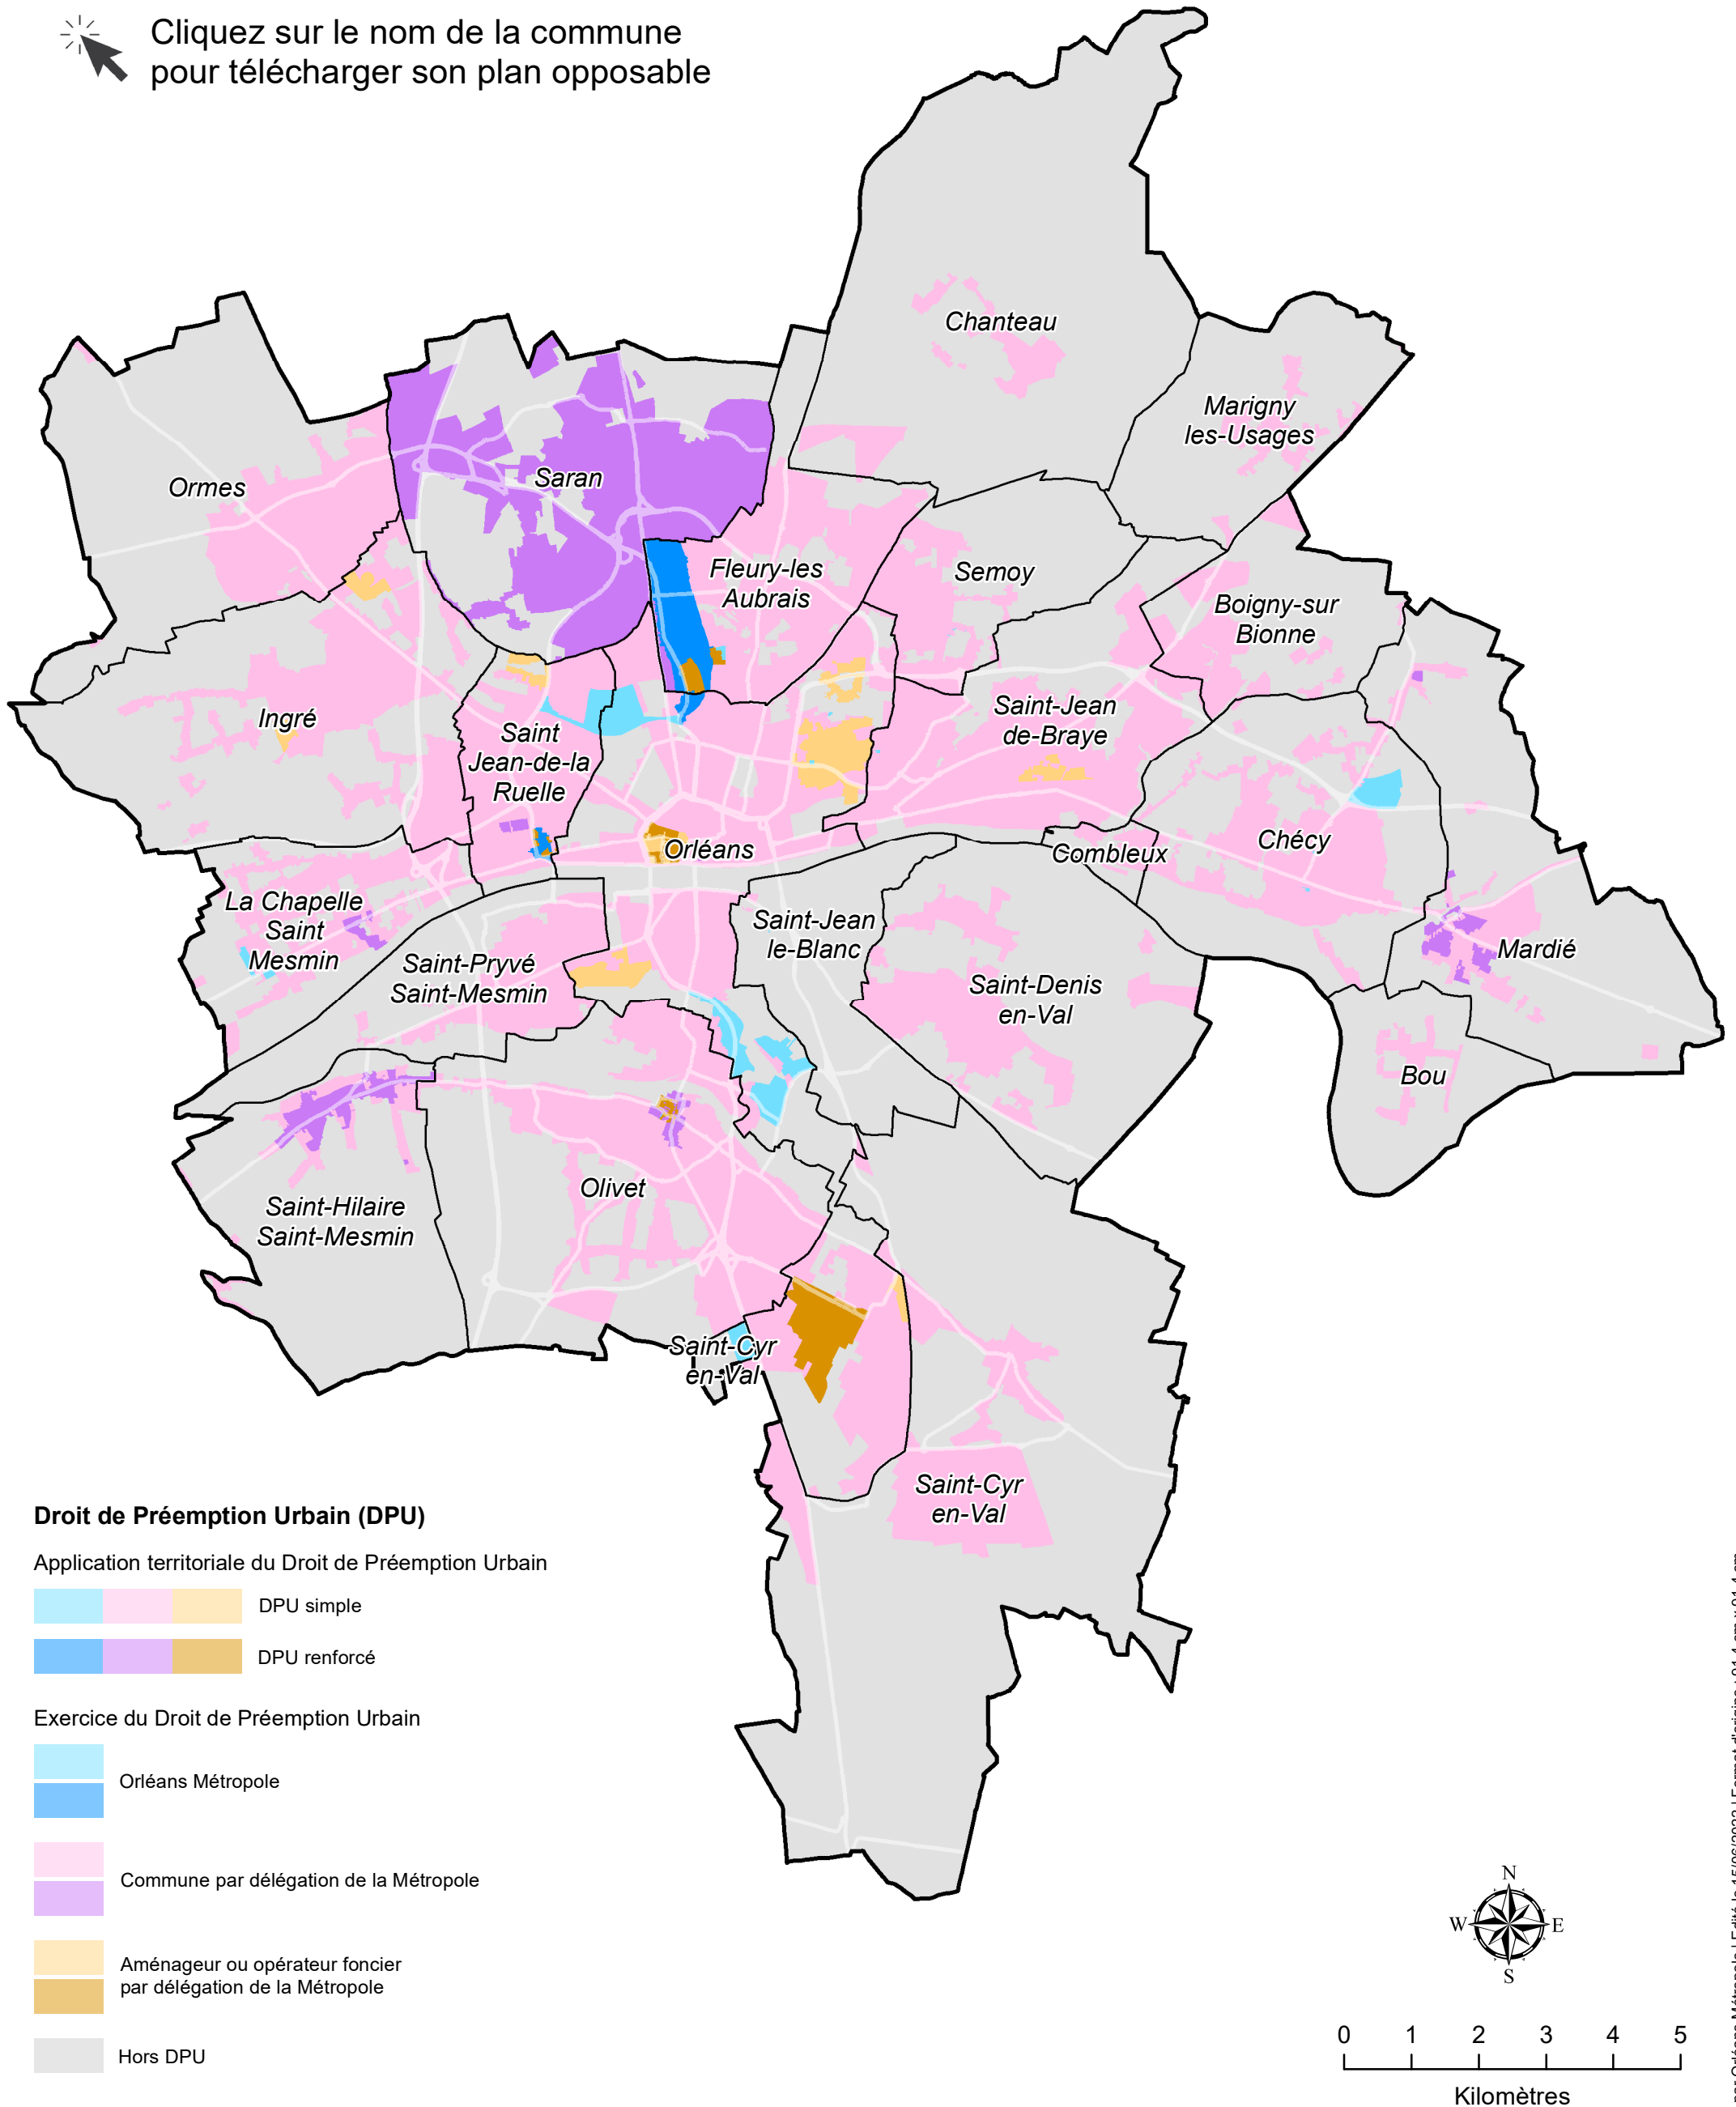 Cliquez sur le nom de la commune
pour télécharger son plan opposable
Chanteau
Marigny
les-Usages
Ormes
Saran
Fleury-les
Aubrais
Semoy
Boigny-sur
Bionne
Ingré
Saint
Jean-de-la
Ruelle
Saint-Jean
de-Braye
Orléans
Combleux
Chécy
La Chapelle
Saint
Mesmin
Saint-Jean
le-Blanc
Saint-Pryvé
Saint-Mesmin
Saint-Denis
en-Val
Mardié
Bou
Saint-Hilaire
Saint-Mesmin
Olivet
Saint-Cyr
en-Val
Saint-Cyr
en-Val
Droit de Préemption Urbain (DPU)
Application territoriale du Droit de Préemption Urbain
DPU simple
DPU renforcé
Exercice du Droit de Préemption Urbain
Orléans Métropole
Commune par délégation de la Métropole
Aménageur ou opérateur foncier
par délégation de la Métropole
Hors DPU
N
W E
S
0 1 2 3 4 5
Kilomètres